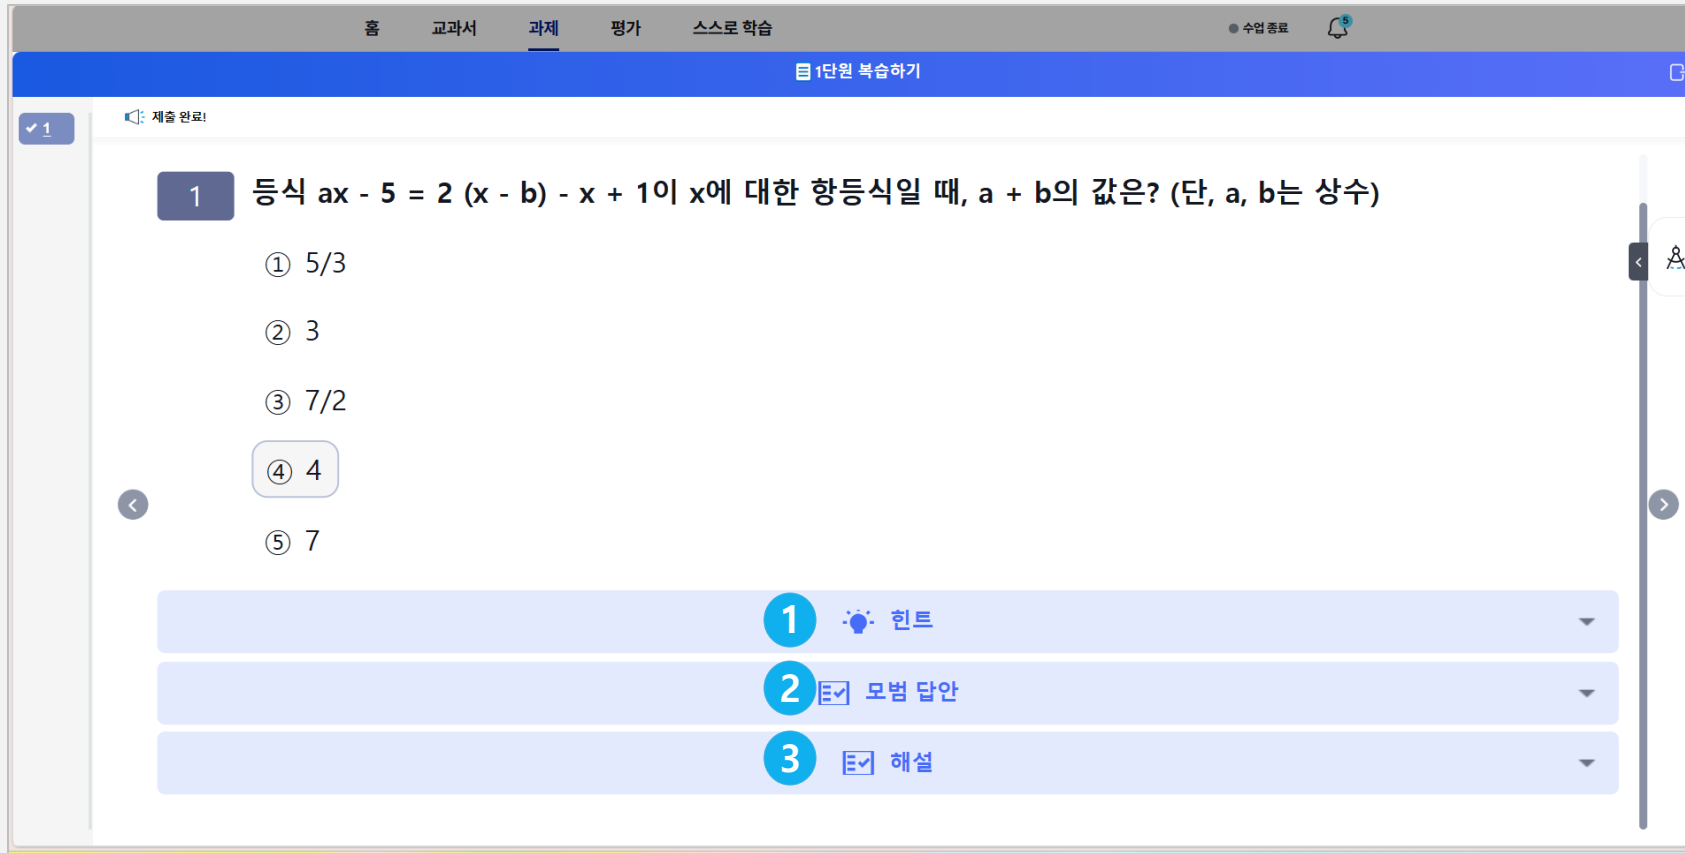 홈 교과서 과제 평가 스스로 학습 수업 종료 5
1단원 복습하기
제출 완료!
1
1 등식 ax - 5 = 2 (x - b) - x + 1이 x에 대한 항등식일 때, a + b의 값은? (단, a, b는 상수)
① 5/3
② 3
③ 7/2
④ 4
⑤ 7
1 힌트
2 모범 답안
3 해설